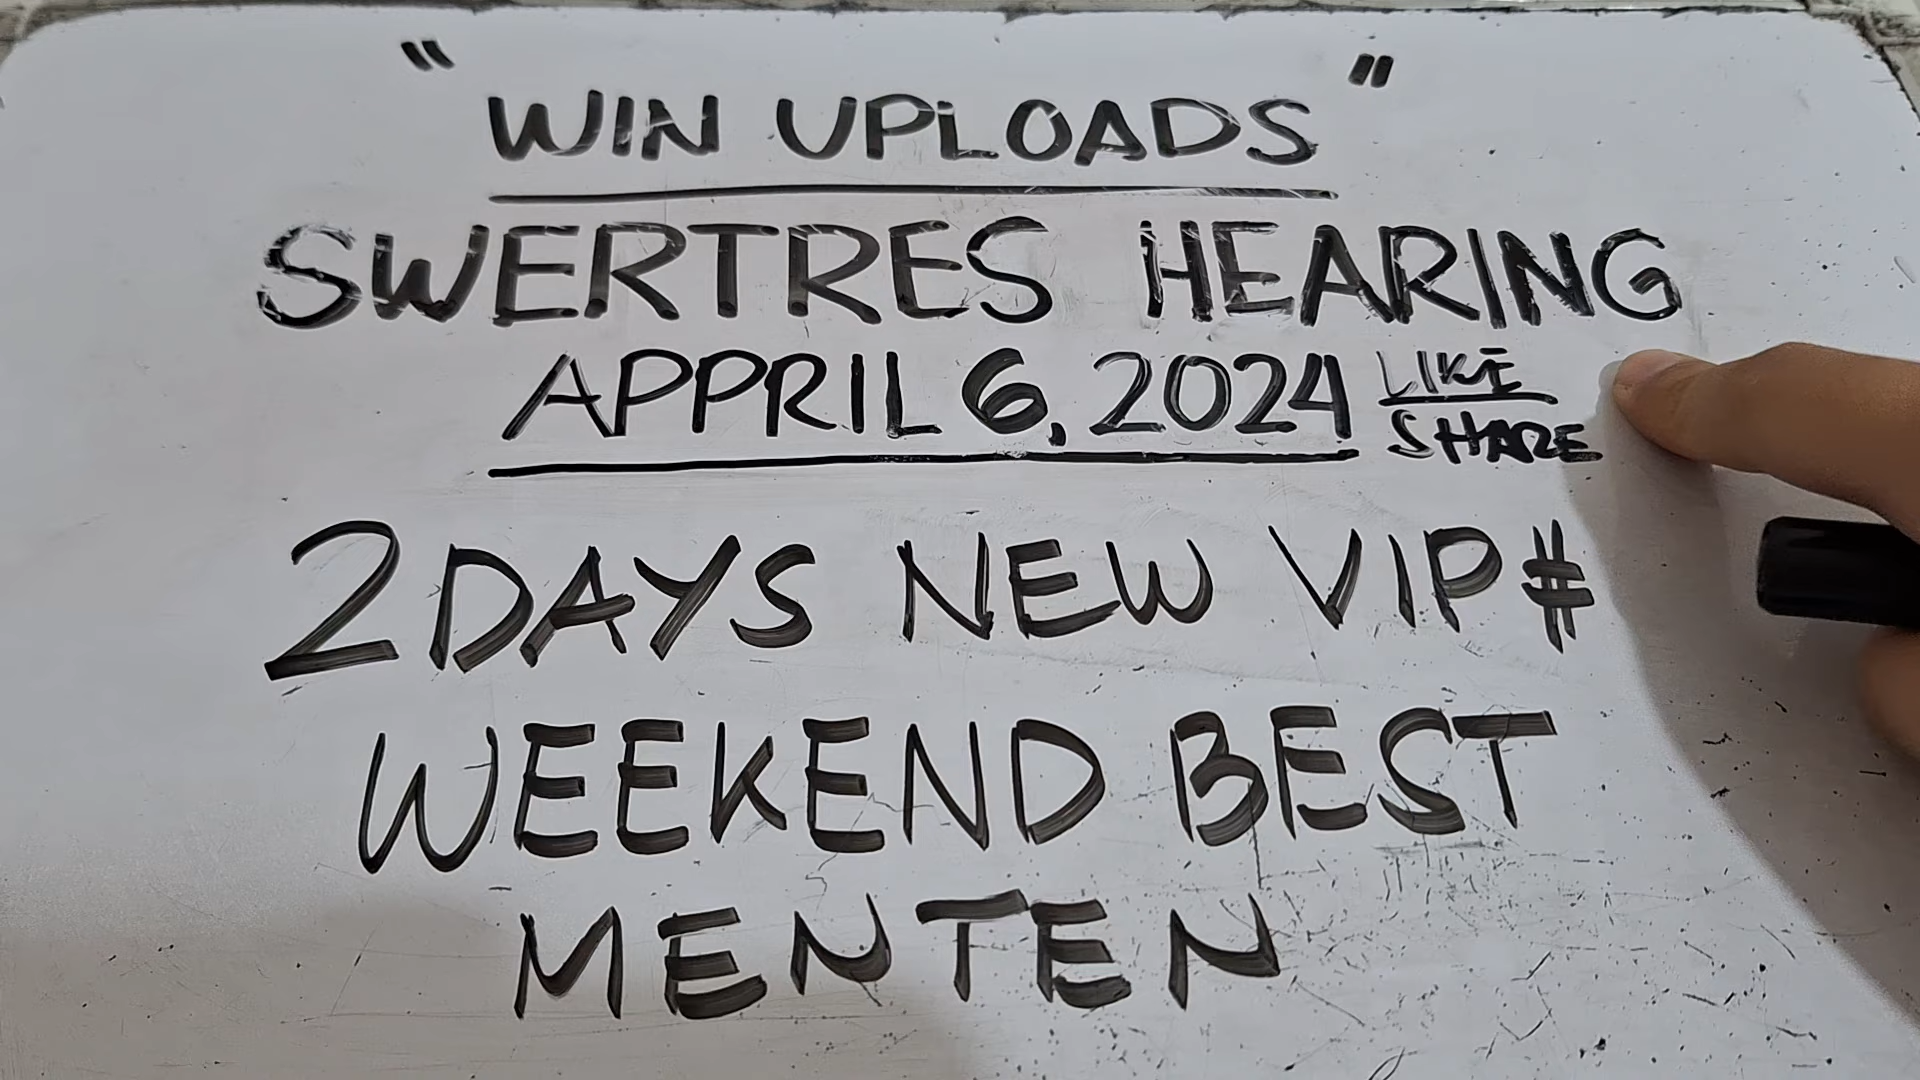 " WIN UPLOADS "
SWERTRES HEARING
APPRIL 6, 2024 LIKE
SHARE
2DAYS NEW VIP #
WEEKEND BEST
MENTEN